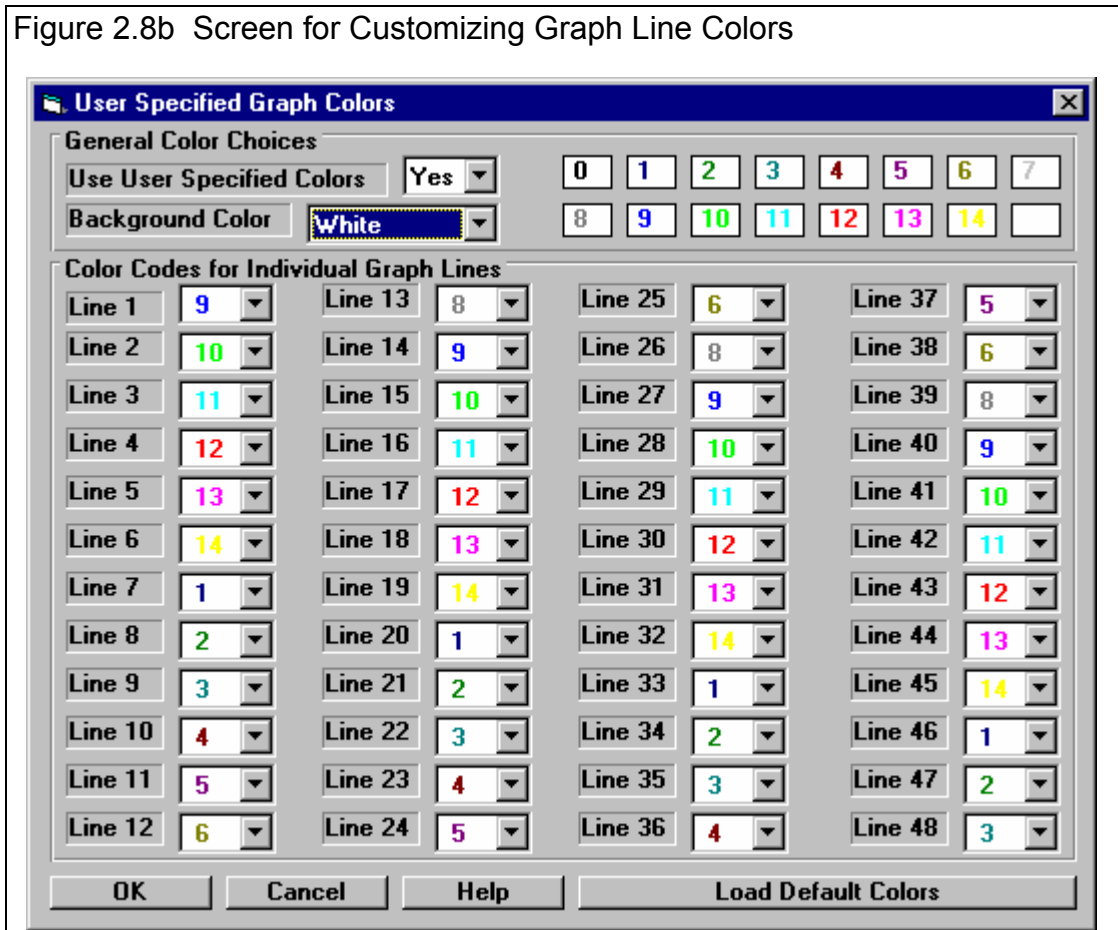 Figure 2.8b  Screen for Customizing Graph Line Colors
User Specified Graph Colors
General Color Choices
Use User Specified Colors Yes 0 1 2 3 4 5 6 7
Background Color White 8 9 10 11 12 13 14
Color Codes for Individual Graph Lines
Line 1 9 Line 13 8 Line 25 6 Line 37 5
Line 2 10 Line 14 9 Line 26 8 Line 38 6
Line 3 11 Line 15 10 Line 27 9 Line 39 8
Line 4 12 Line 16 11 Line 28 10 Line 40 9
Line 5 13 Line 17 12 Line 29 11 Line 41 10
Line 6 14 Line 18 13 Line 30 12 Line 42 11
Line 7 1 Line 19 14 Line 31 13 Line 43 12
Line 8 2 Line 20 1 Line 32 14 Line 44 13
Line 9 3 Line 21 2 Line 33 1 Line 45 14
Line 10 4 Line 22 3 Line 34 2 Line 46 1
Line 11 5 Line 23 4 Line 35 3 Line 47 2
Line 12 6 Line 24 5 Line 36 4 Line 48 3
OK Cancel Help Load Default Colors